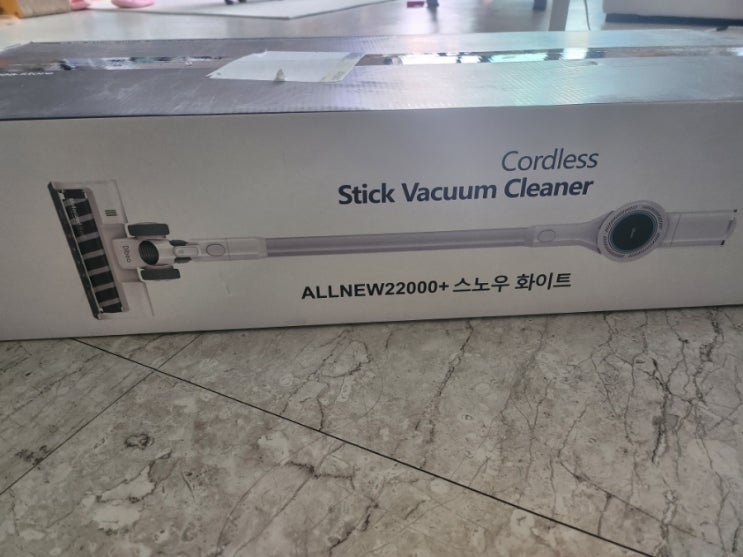 Cordless
Stick Vacuum Cleaner
ALLNEW22000+ 스노우 화이트